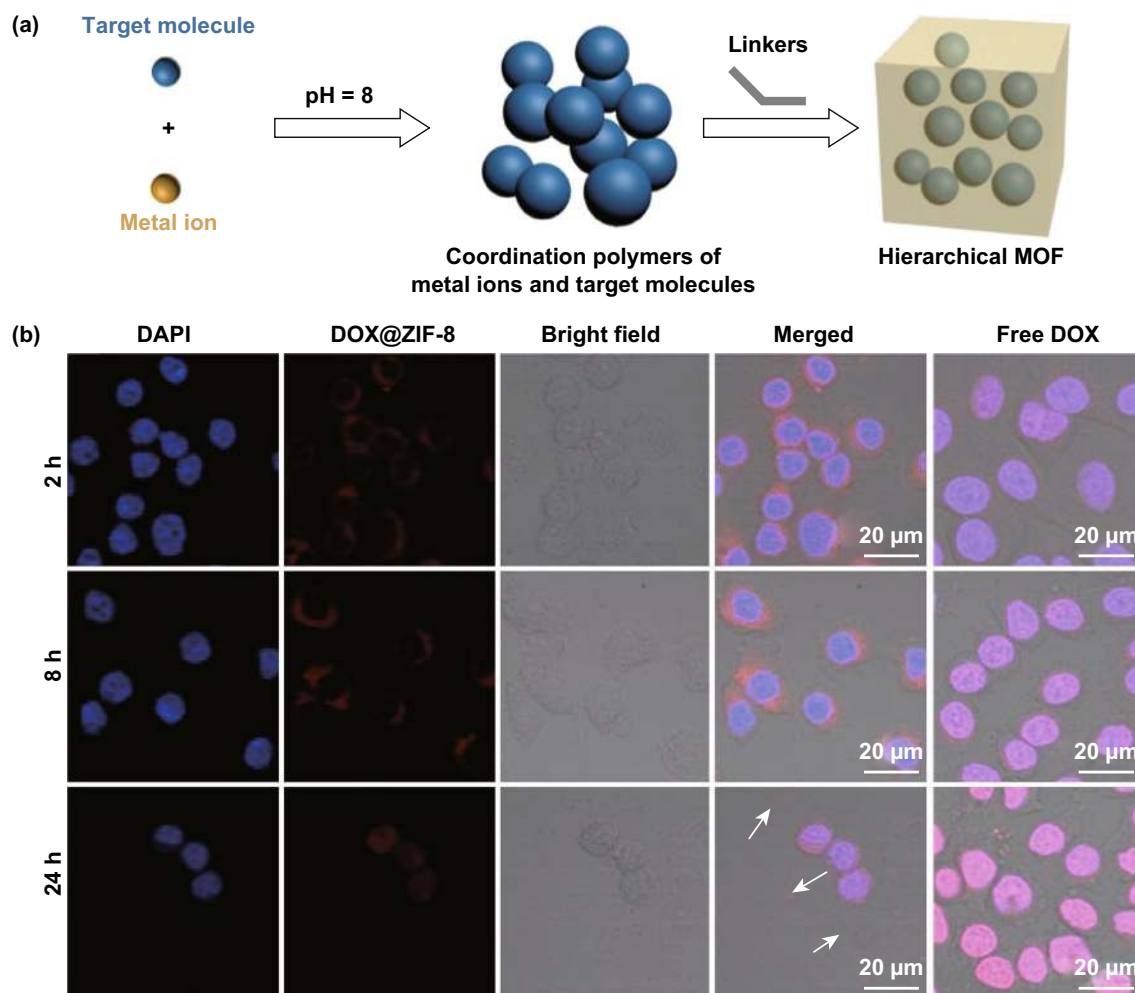 (a)
Target molecule
+
Metal ion
pH = 8
Coordination polymers of
metal ions and target molecules
Linkers
Hierarchical MOF
(b)
DAPI
DOX@ZIF-8
Bright field
Merged
Free DOX
2 h
20 µm
20 µm
8 h
20 µm
20 µm
24 h
20 µm
20 µm